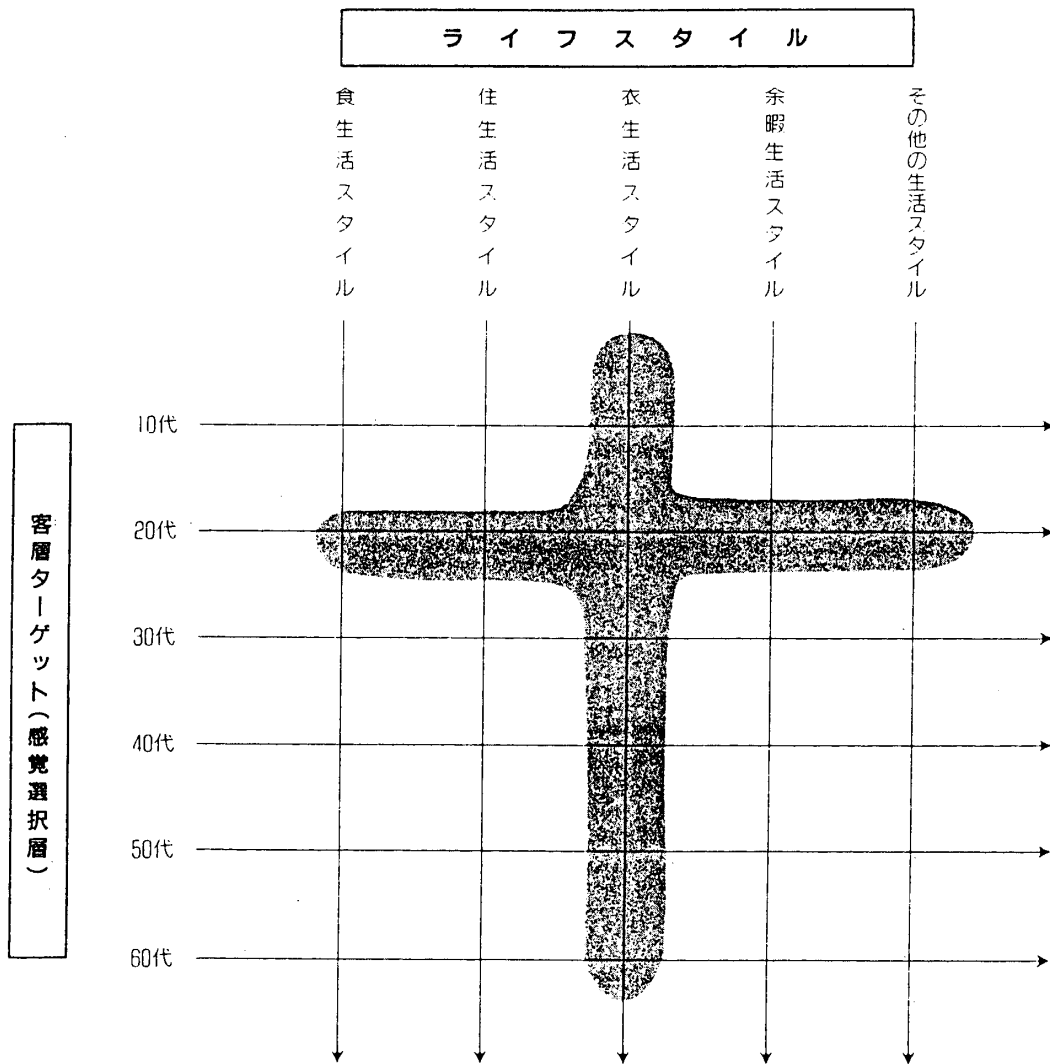 ライフスタイル
食生活スタイル
住生活スタイル
衣生活スタイル
余暇生活スタイル
その他の生活スタイル
客層ターゲット(感覚選択層)
10代
20代
30代
40代
50代
60代